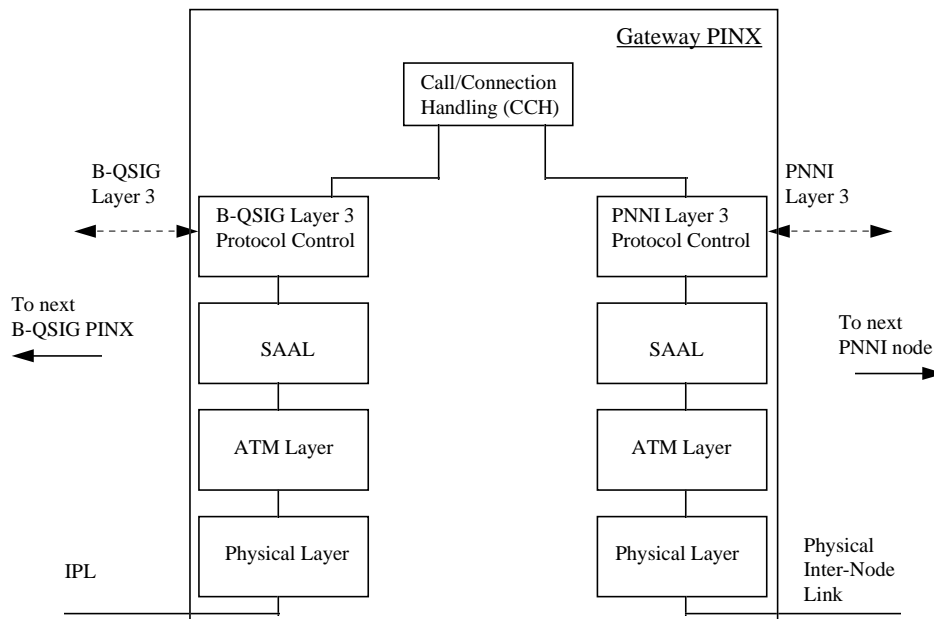 Gateway PINX
Call/Connection
Handling (CCH)
B-QSIG
Layer 3
PNNI
Layer 3
B-QSIG Layer 3
Protocol Control
PNNI Layer 3
Protocol Control
To next
B-QSIG PINX
To next
PNNI node
SAAL
SAAL
ATM Layer
ATM Layer
Physical Layer
Physical Layer
IPL
Physical
Inter-Node
Link